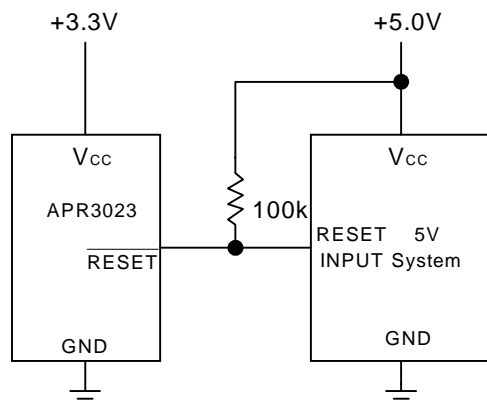 +3.3V
+5.0V
VCC
APR3023
RESET
GND
100k
VCC
RESET 5V
INPUT System
GND